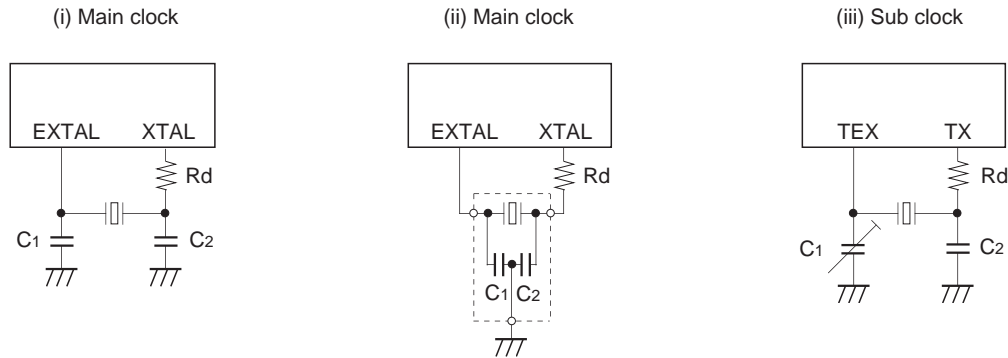 (i) Main clock
(ii) Main clock
(iii) Sub clock
EXTAL XTAL
EXTAL XTAL
TEX TX
Rd
Rd
Rd
C1
C2
C1 C2
C1
C2